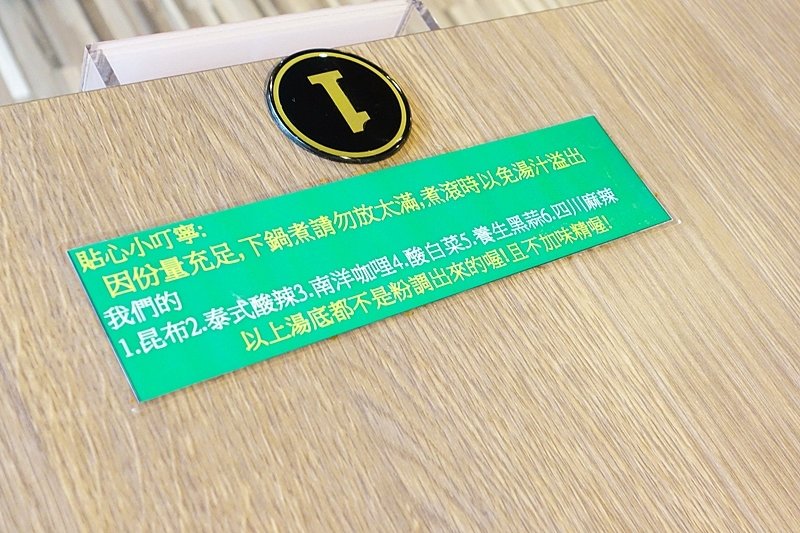 1
貼心小叮寧:
因份量充足,下鍋煮請勿放太滿,煮滾時以免湯汁溢出
我們的
1.昆布2.泰式酸辣3.南洋咖哩4.酸白菜5.養生黑蒜6.四川麻辣
以上湯底都不是粉調出來的喔!且不加味精喔!